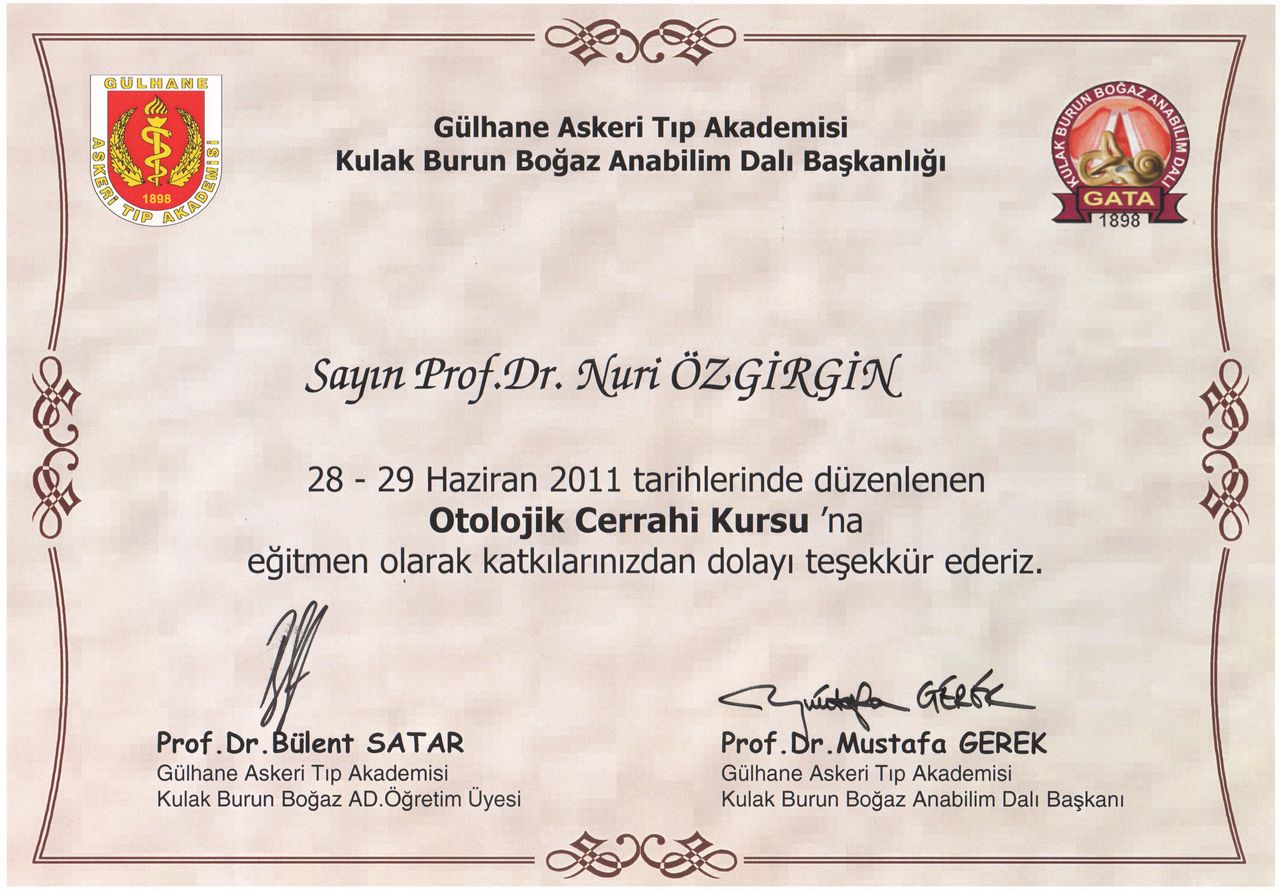 GÜLHANE
ASKERİ TIP AKADEMİSİ
1898
Gülhane Askeri Tıp Akademisi
Kulak Burun Boğaz Anabilim Dalı Başkanlığı
KULAK BURUN BOĞAZ ANABİLİM DALI
GATA
1898
Sayın Prof.Dr. Nuri ÖZGİRGİN
28 - 29 Haziran 2011 tarihlerinde düzenlenen
Otolojik Cerrahi Kursu ’na
eğitmen olarak katkılarınızdan dolayı teşekkür ederiz.
Mustafa GEREK
Prof.Dr.Bülent SATAR
Gülhane Askeri Tıp Akademisi
Kulak Burun Boğaz AD.Öğretim Üyesi
Prof.Dr.Mustafa GEREK
Gülhane Askeri Tıp Akademisi
Kulak Burun Boğaz Anabilim Dalı Başkanı